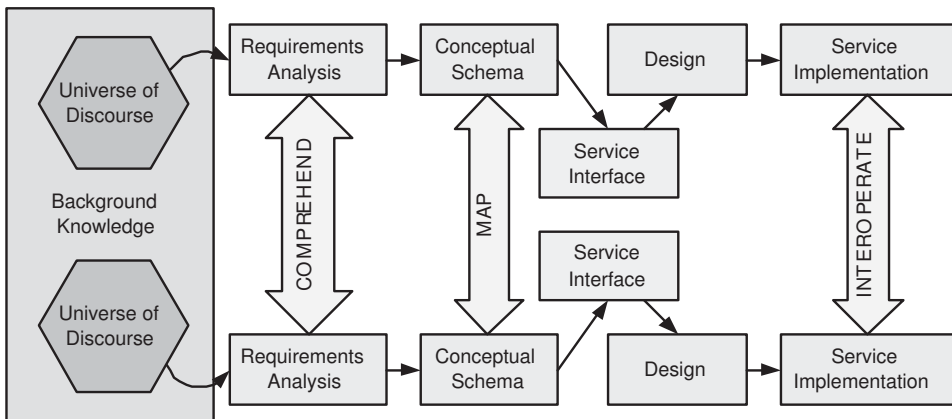 Universe of
Discourse
Requirements
Analysis
Conceptual
Schema
Service
Interface
Design
Service
Implementation
Background
Knowledge
COMPREHEND
MAP
INTEROPERATE
Universe of
Discourse
Requirements
Analysis
Conceptual
Schema
Service
Interface
Design
Service
Implementation